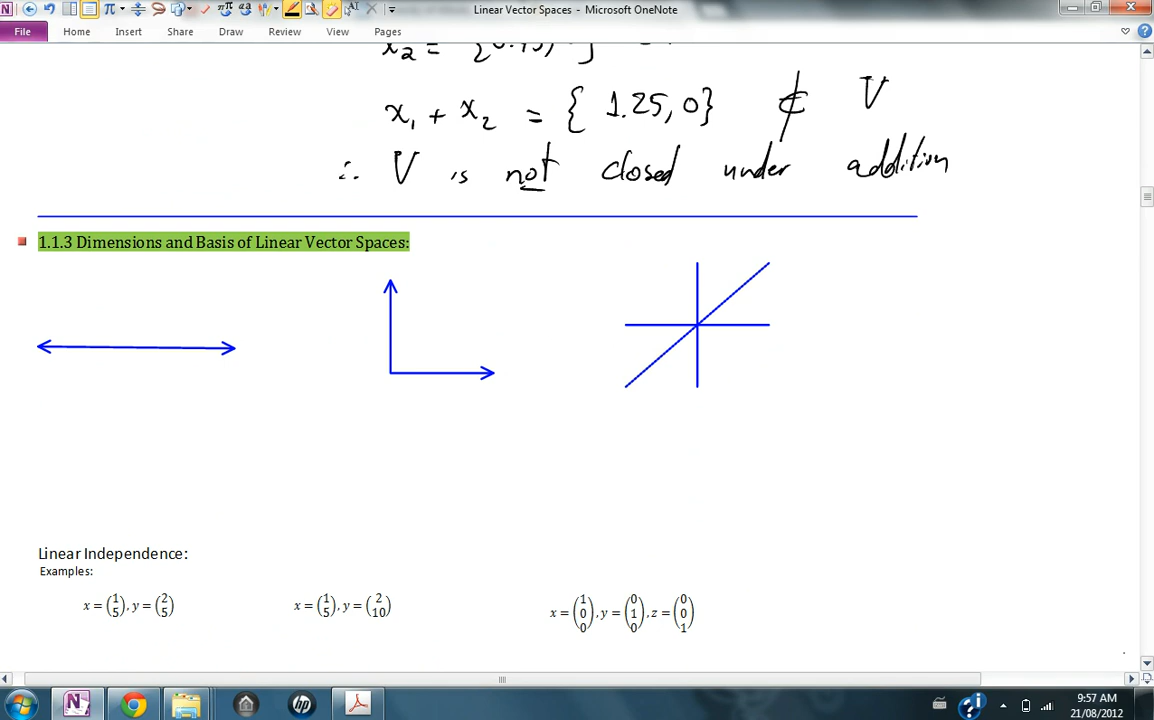 Linear Vector Spaces - Microsoft OneNote
File Home Insert Share Draw Review View Pages
x₁ + x₂ = { 1.25, 0} ⊄ V
∴ V is not closed under addition
1.1.3 Dimensions and Basis of Linear Vector Spaces:
Linear Independence:
Examples:
x = (1 5), y = (2 5) x = (1 5), y = (2 10) x = (1 0 0), y = (0 1 0), z = (0 0 1)
9:57 AM
21/08/2012